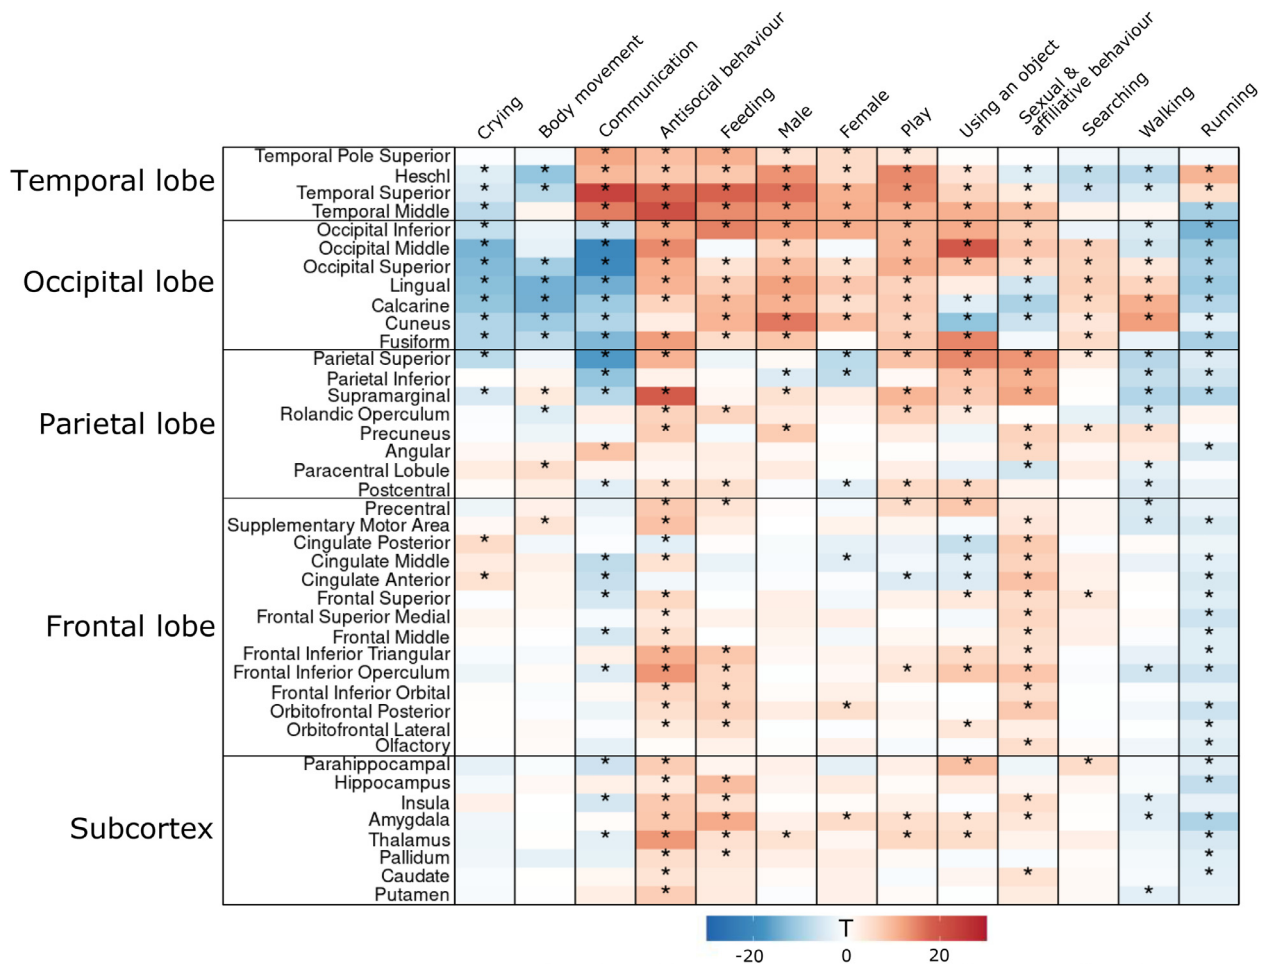 Crying
Body movement
Communication
Antisocial behaviour
Feeding
Male
Female
Play
Using an object
Sexual &
affiliative behaviour
Searching
Walking
Running
Temporal lobe
Temporal Pole Superior
Heschl
Temporal Superior
Temporal Middle
Occipital lobe
Occipital Inferior
Occipital Middle
Occipital Superior
Lingual
Calcarine
Cuneus
Fusiform
Parietal lobe
Parietal Superior
Parietal Inferior
Supramarginal
Rolandic Operculum
Precuneus
Angular
Paracentral Lobule
Postcentral
Frontal lobe
Precentral
Supplementary Motor Area
Cingulate Posterior
Cingulate Middle
Cingulate Anterior
Frontal Superior
Frontal Superior Medial
Frontal Middle
Frontal Inferior Triangular
Frontal Inferior Operculum
Frontal Inferior Orbital
Orbitofrontal Posterior
Orbitofrontal Lateral
Olfactory
Subcortex
Parahippocampal
Hippocampus
Insula
Amygdala
Thalamus
Pallidum
Caudate
Putamen
T
-20 0 20